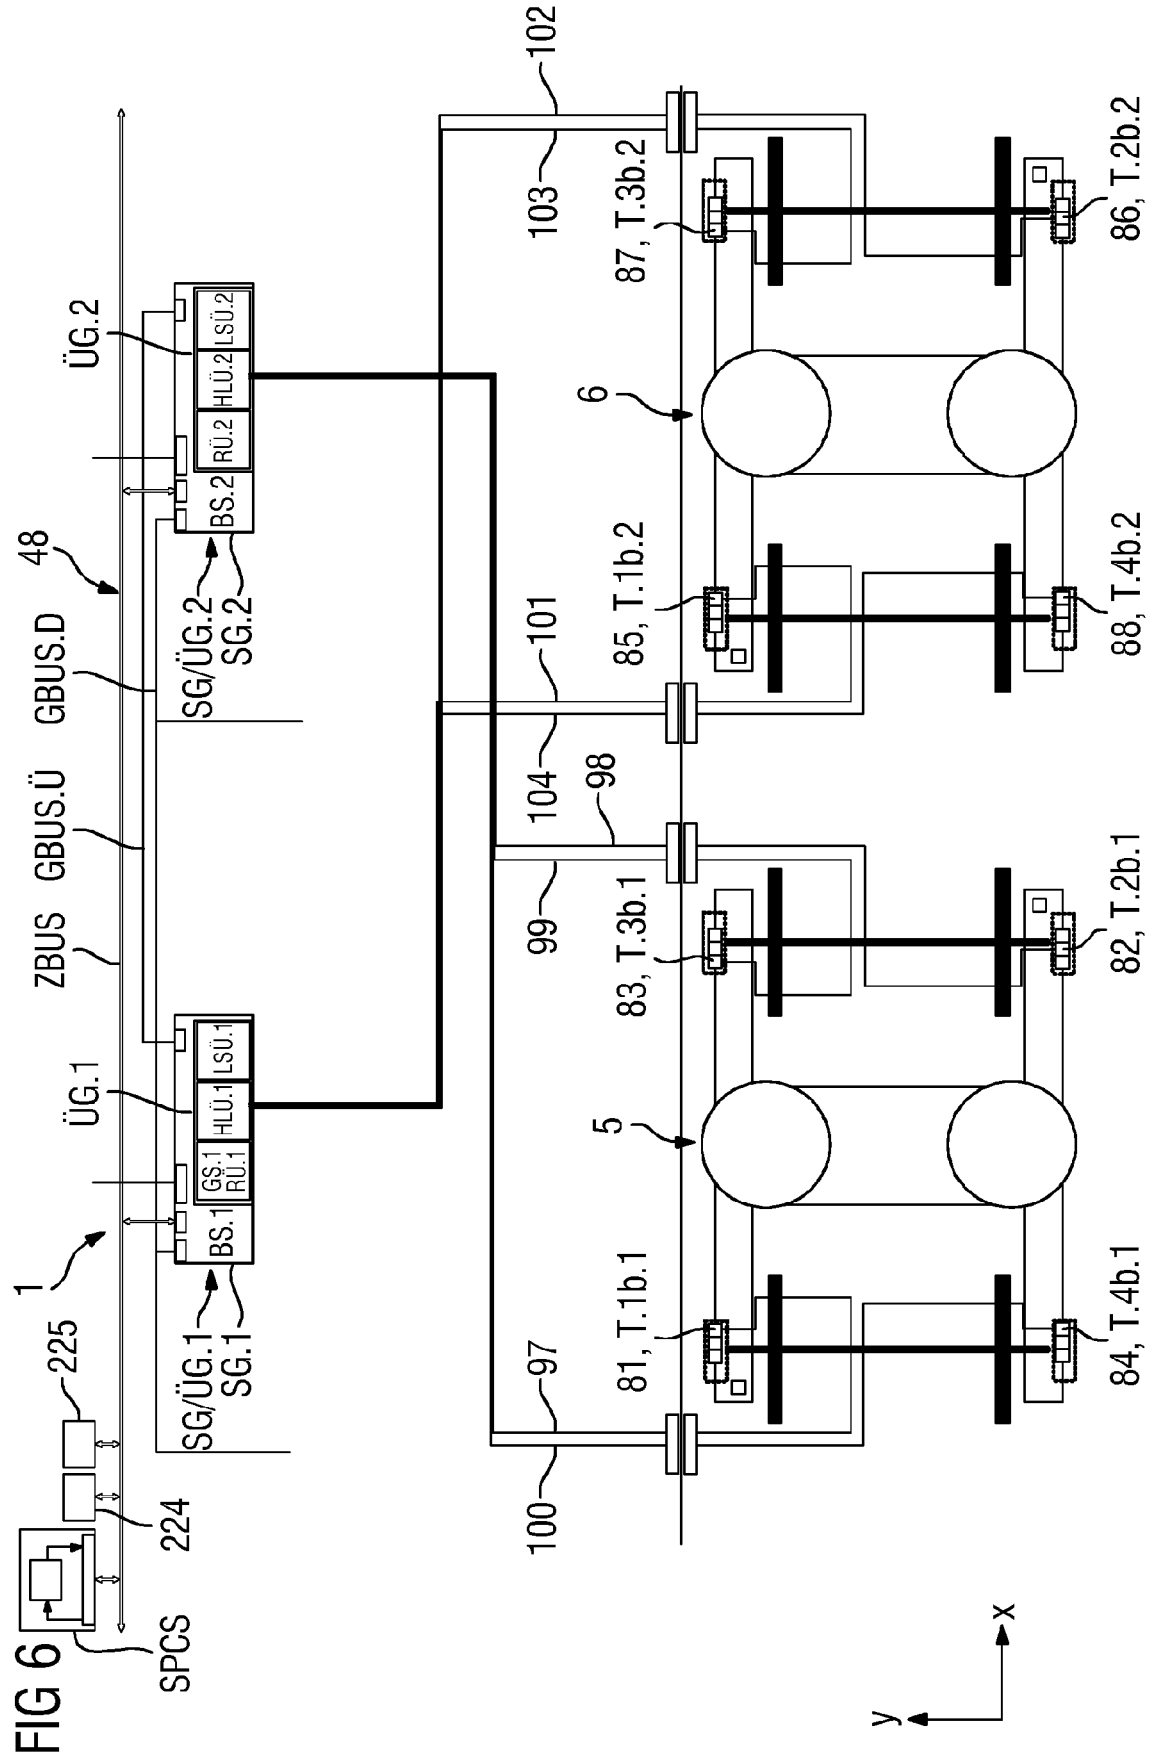 FIG 6
SPCS
224
225
1
48
ZBUS
GBUS.Ü
GBUS.D
ÜG.1
ÜG.2
SG/ÜG.1
SG.1
BS.1
GS.1
RÜ.1
HLÜ.1
LSÜ.1
SG/ÜG.2
SG.2
BS.2
RÜ.2
HLÜ.2
LSÜ.2
100
97
99
98
104
101
103
102
81, T.1b.1
5
83, T.3b.1
85, T.1b.2
6
87, T.3b.2
84, T.4b.1
82, T.2b.1
88, T.4b.2
86, T.2b.2
y
x